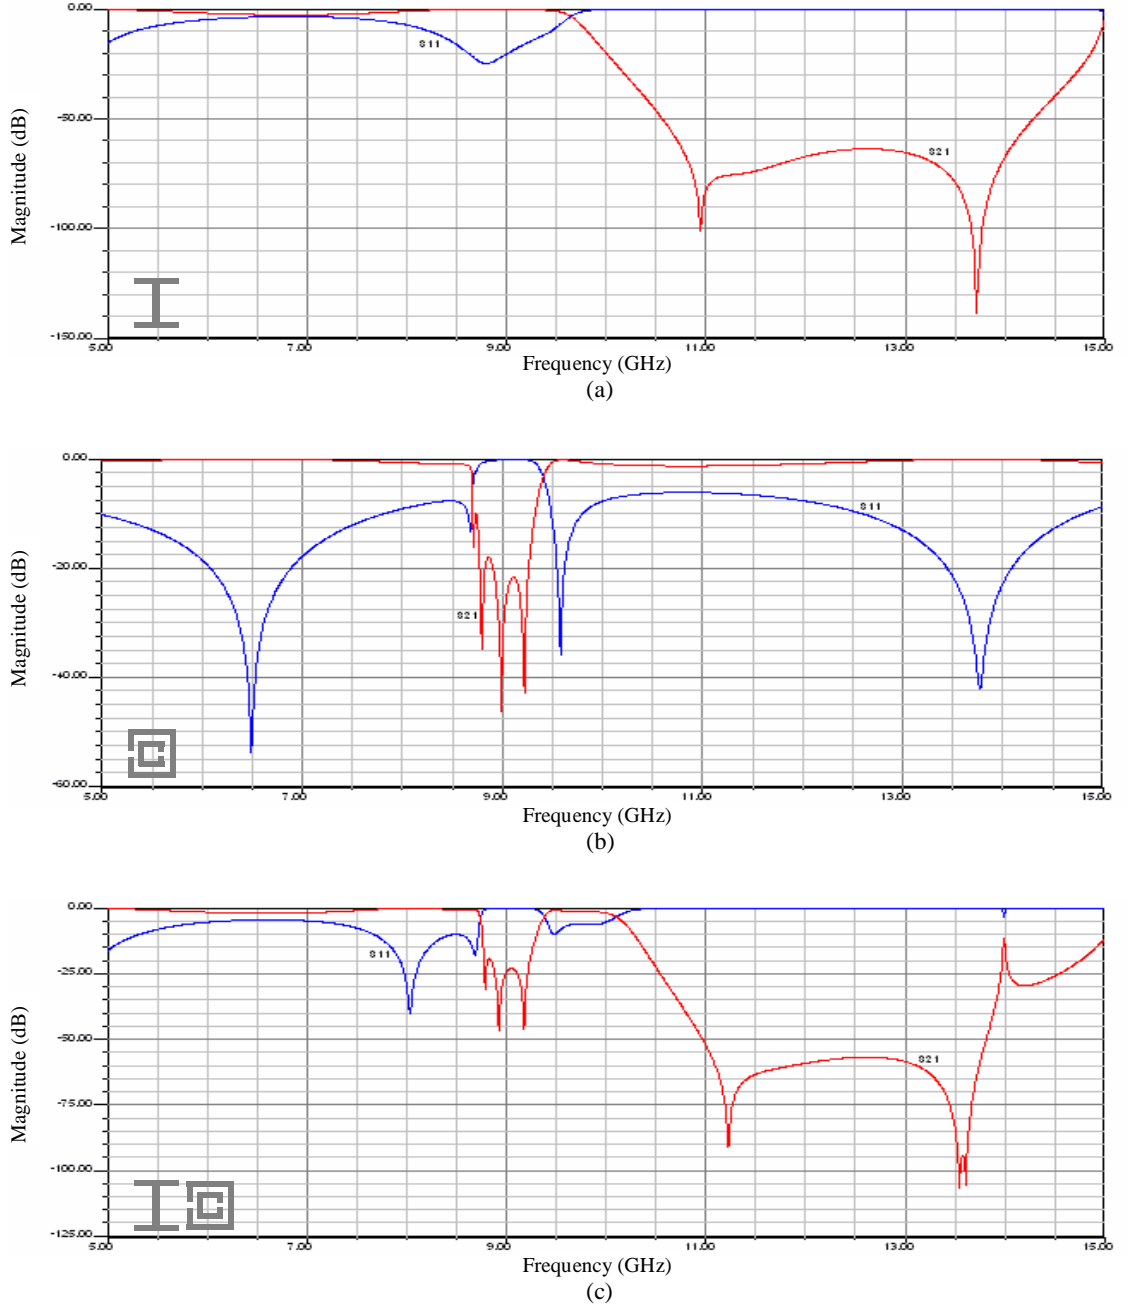 0.00
-50.00
-100.00
-150.00
Magnitude (dB)
S11
S21
5.00 7.00 9.00 11.00 13.00 15.00
Frequency (GHz)
(a)
0.00
-20.00
-40.00
-60.00
Magnitude (dB)
S21
S11
5.00 7.00 9.00 11.00 13.00 15.00
Frequency (GHz)
(b)
0.00
-25.00
-50.00
-75.00
-100.00
-125.00
Magnitude (dB)
S11
S21
5.00 7.00 9.00 11.00 13.00 15.00
Frequency (GHz)
(c)